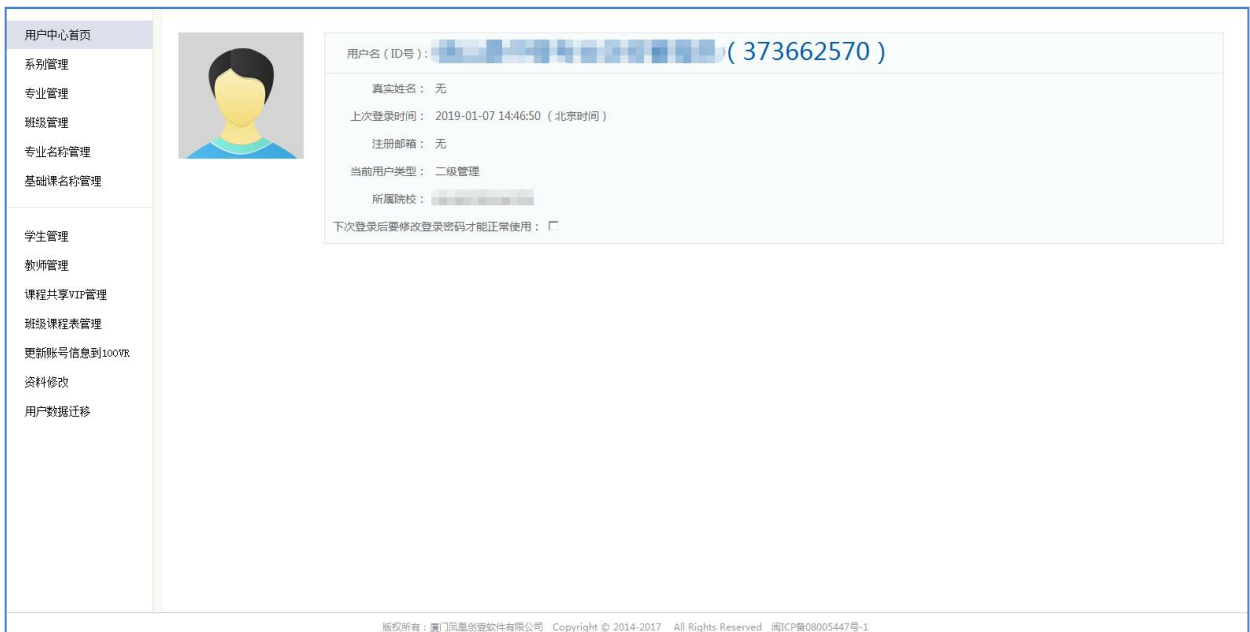 用户中心首页
系别管理
专业管理
班级管理
专业名称管理
基础课名称管理
学生管理
教师管理
课程共享VIP管理
班级课程表管理
更新账号信息到100VR
资料修改
用户数据迁移
用户名（ID号）： （373662570）
真实姓名： 无
上次登录时间： 2019-01-07 14:46:50 （北京时间）
注册邮箱： 无
当前用户类型： 二级管理
所属院校：
下次登录后要修改登录密码才能正常使用：
版权所有：厦门凤凰创壹软件有限公司 Copyright © 2014-2017 All Rights Reserved 闽ICP备08005447号-1